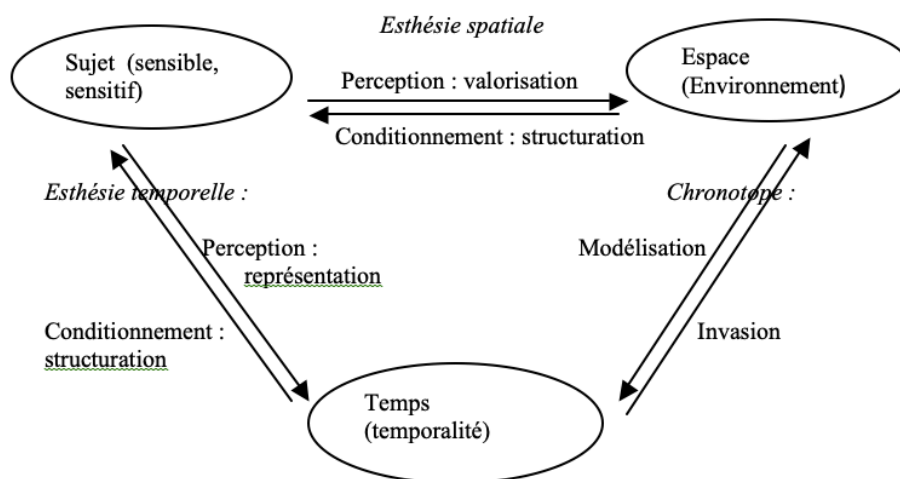 Esthésie spatiale
Sujet (sensible,
sensitif)
Espace
(Environnement)
Perception : valorisation
Conditionnement : structuration
Esthésie temporelle :
Chronotope :
Perception :
représentation
Modélisation
Conditionnement :
structuration
Invasion
Temps
(temporalité)